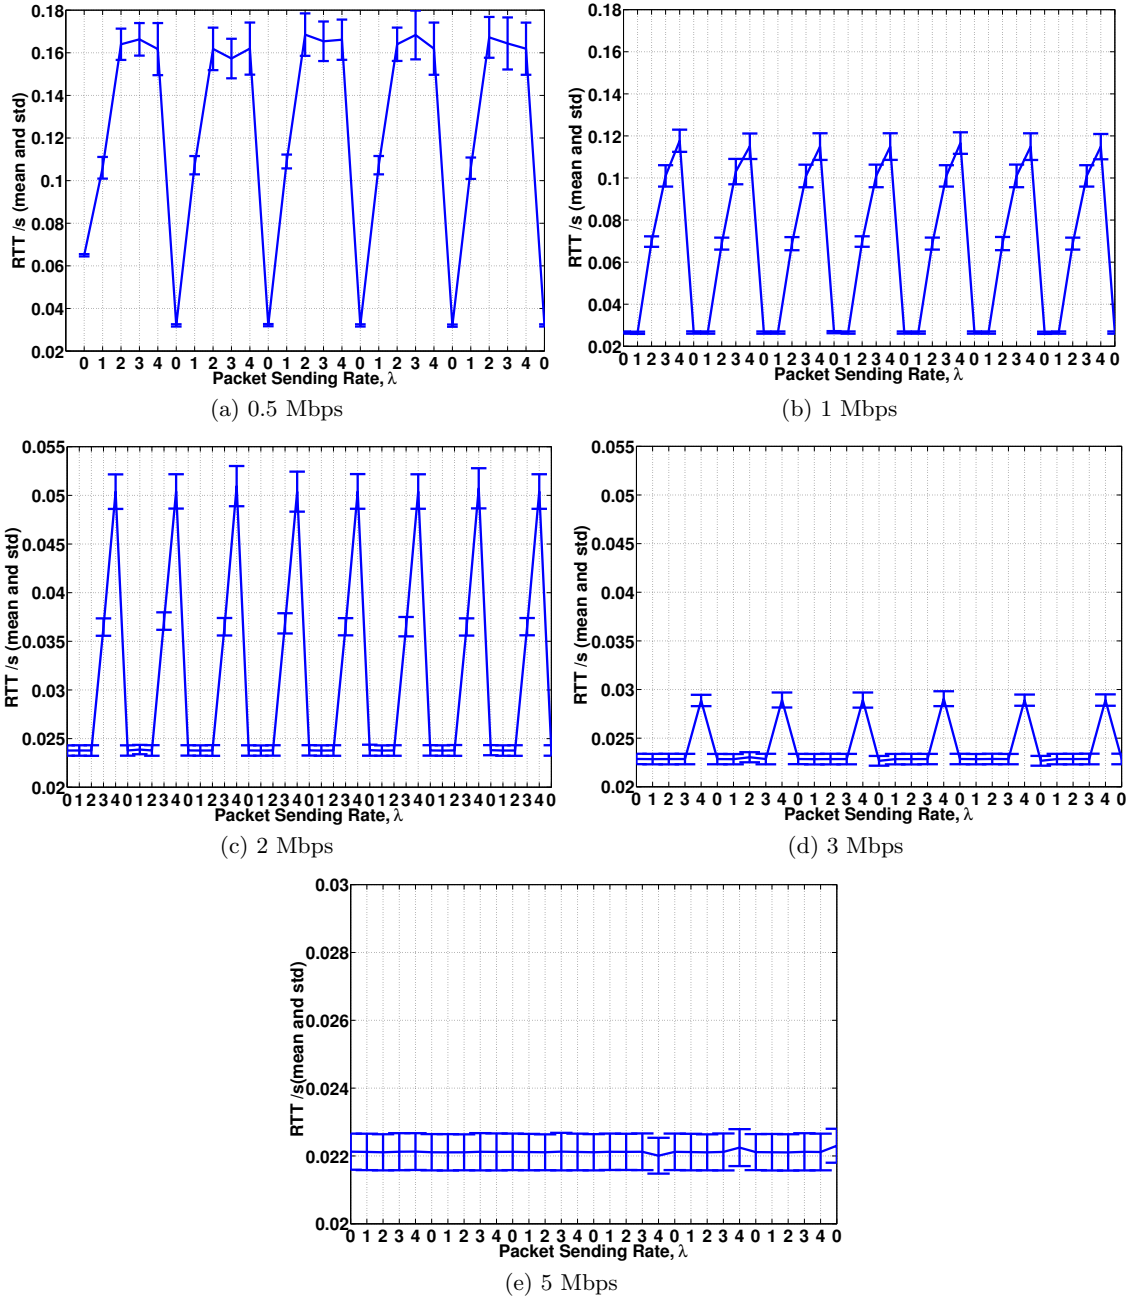 0.18
0.16
0.14
0.12
0.1
0.08
0.06
0.04
0.02
RTT /s (mean and std)
0 1 2 3 4 0 1 2 3 4 0 1 2 3 4 0 1 2 3 4 0 1 2 3 4 0
Packet Sending Rate, λ
(a) 0.5 Mbps
0.18
0.16
0.14
0.12
0.1
0.08
0.06
0.04
0.02
RTT /s (mean and std)
0 1 2 3 4 0 1 2 3 4 0 1 2 3 4 0 1 2 3 4 0 1 2 3 4 0 1 2 3 4 0 1 2 3 4 0
Packet Sending Rate, λ
(b) 1 Mbps
0.055
0.05
0.045
0.04
0.035
0.03
0.025
0.02
RTT /s (mean and std)
0 1 2 3 4 0 1 2 3 4 0 1 2 3 4 0 1 2 3 4 0 1 2 3 4 0 1 2 3 4 0 1 2 3 4 0 1 2 3 4 0
Packet Sending Rate, λ
(c) 2 Mbps
0.055
0.05
0.045
0.04
0.035
0.03
0.025
0.02
RTT /s (mean and std)
0 1 2 3 4 0 1 2 3 4 0 1 2 3 4 0 1 2 3 4 0 1 2 3 4 0 1 2 3 4 0
Packet Sending Rate, λ
(d) 3 Mbps
0.03
0.028
0.026
0.024
0.022
0.02
RTT /s(mean and std)
0 1 2 3 4 0 1 2 3 4 0 1 2 3 4 0 1 2 3 4 0 1 2 3 4 0 1 2 3 4 0
Packet Sending Rate, λ
(e) 5 Mbps